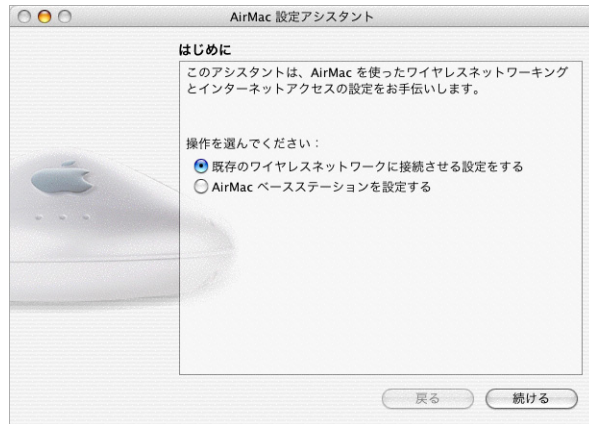 AirMac 設定アシスタント
はじめに
このアシスタントは、AirMac を使ったワイヤレスネットワーキング
とインターネットアクセスの設定をお手伝いします。
操作を選んでください：
既存のワイヤレスネットワークに接続させる設定をする
AirMac ベースステーションを設定する
戻る
続ける